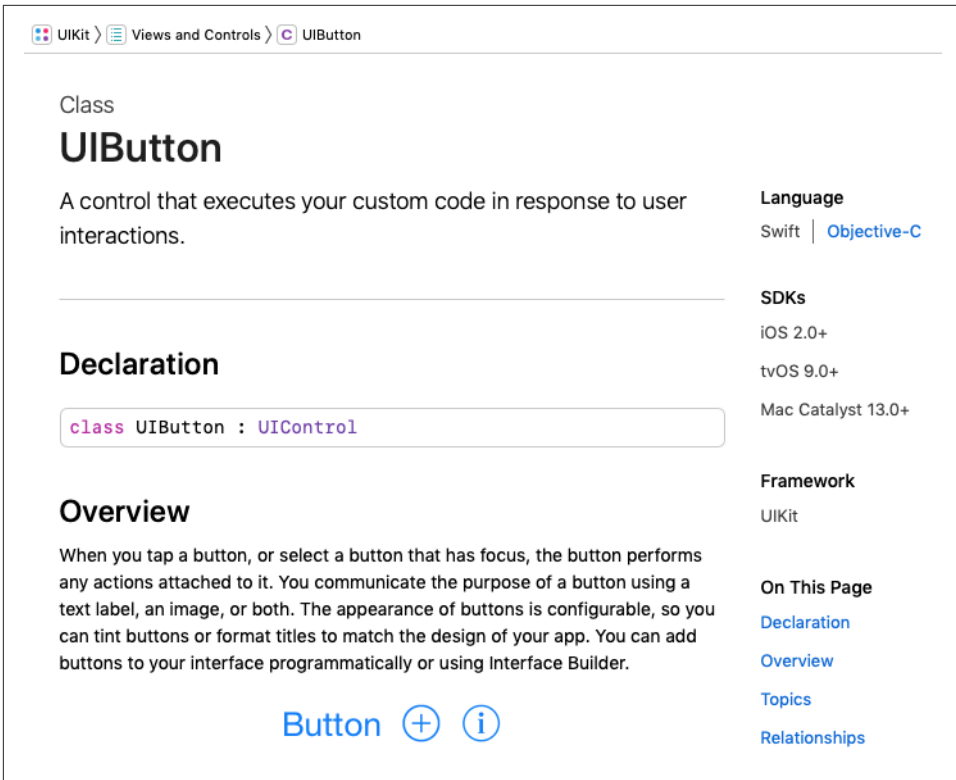 UIKit 〉 Views and Controls 〉 C UIButton
Class
UIButton
A control that executes your custom code in response to user
interactions.
Declaration
class UIButton : UIControl
Overview
When you tap a button, or select a button that has focus, the button performs
any actions attached to it. You communicate the purpose of a button using a
text label, an image, or both. The appearance of buttons is configurable, so you
can tint buttons or format titles to match the design of your app. You can add
buttons to your interface programmatically or using Interface Builder.
Button + i
Language
Swift | Objective-C
SDKs
iOS 2.0+
tvOS 9.0+
Mac Catalyst 13.0+
Framework
UIKit
On This Page
Declaration
Overview
Topics
Relationships